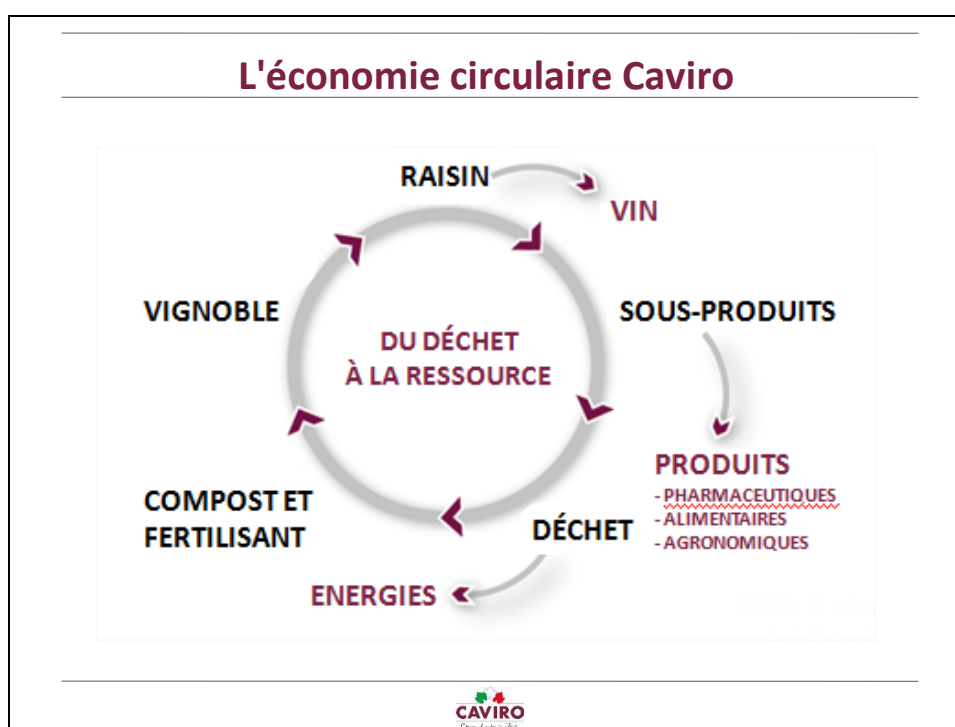 L'économie circulaire Caviro
RAISIN
VIN
VIGNOBLE
SOUS-PRODUITS
DU DÉCHET
À LA RESSOURCE
PRODUITS
- PHARMACEUTIQUES
- ALIMENTAIRES
- AGRONOMIQUES
COMPOST ET
FERTILISANT
DÉCHET
ENERGIES
CAVIRO